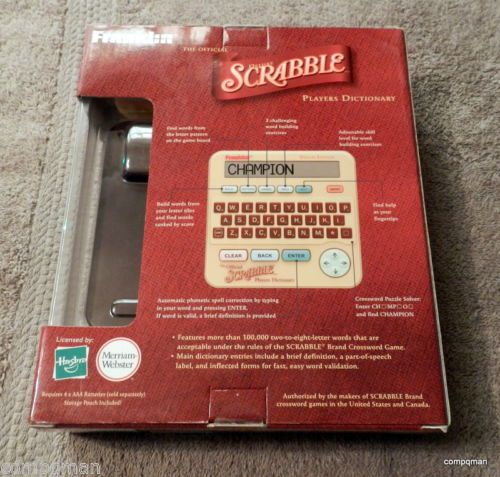 Franklin
THE OFFICIAL
SCRABBLE
PLAYERS DICTIONARY
Find words from
the letter pattern
on the game board
3 challenging
word building
exercises
Adjustable skill
level for word
building exercises
Franklin
CHAMPION
Build words from
your letter tiles
and find words
ranked by score
Find help
at your
fingertips
Q W E R T Y U I O P
A S D F G H J K L
Z X C V B N M
CLEAR BACK ENTER
The Official
SCRABBLE
Players Dictionary
Automatic phonetic spell correction by typing
in your word and pressing ENTER.
If word is valid, a brief definition is provided
Crossword Puzzle Solver:
Enter CH□MP□O□
and find CHAMPION
• Features more than 100,000 two-to-eight-letter words that are
acceptable under the rules of the SCRABBLE® Brand Crossword Game.
• Main dictionary entries include a brief definition, a part-of-speech
label, and inflected forms for fast, easy word validation.
Licensed by:
Hasbro
Merriam-
Webster
Requires 4 x AAA Batteries (sold separately)
Storage Pouch Included!
Authorized by the makers of SCRABBLE Brand
crossword games in the United States and Canada.
compqman
compqman
compqman
compqman